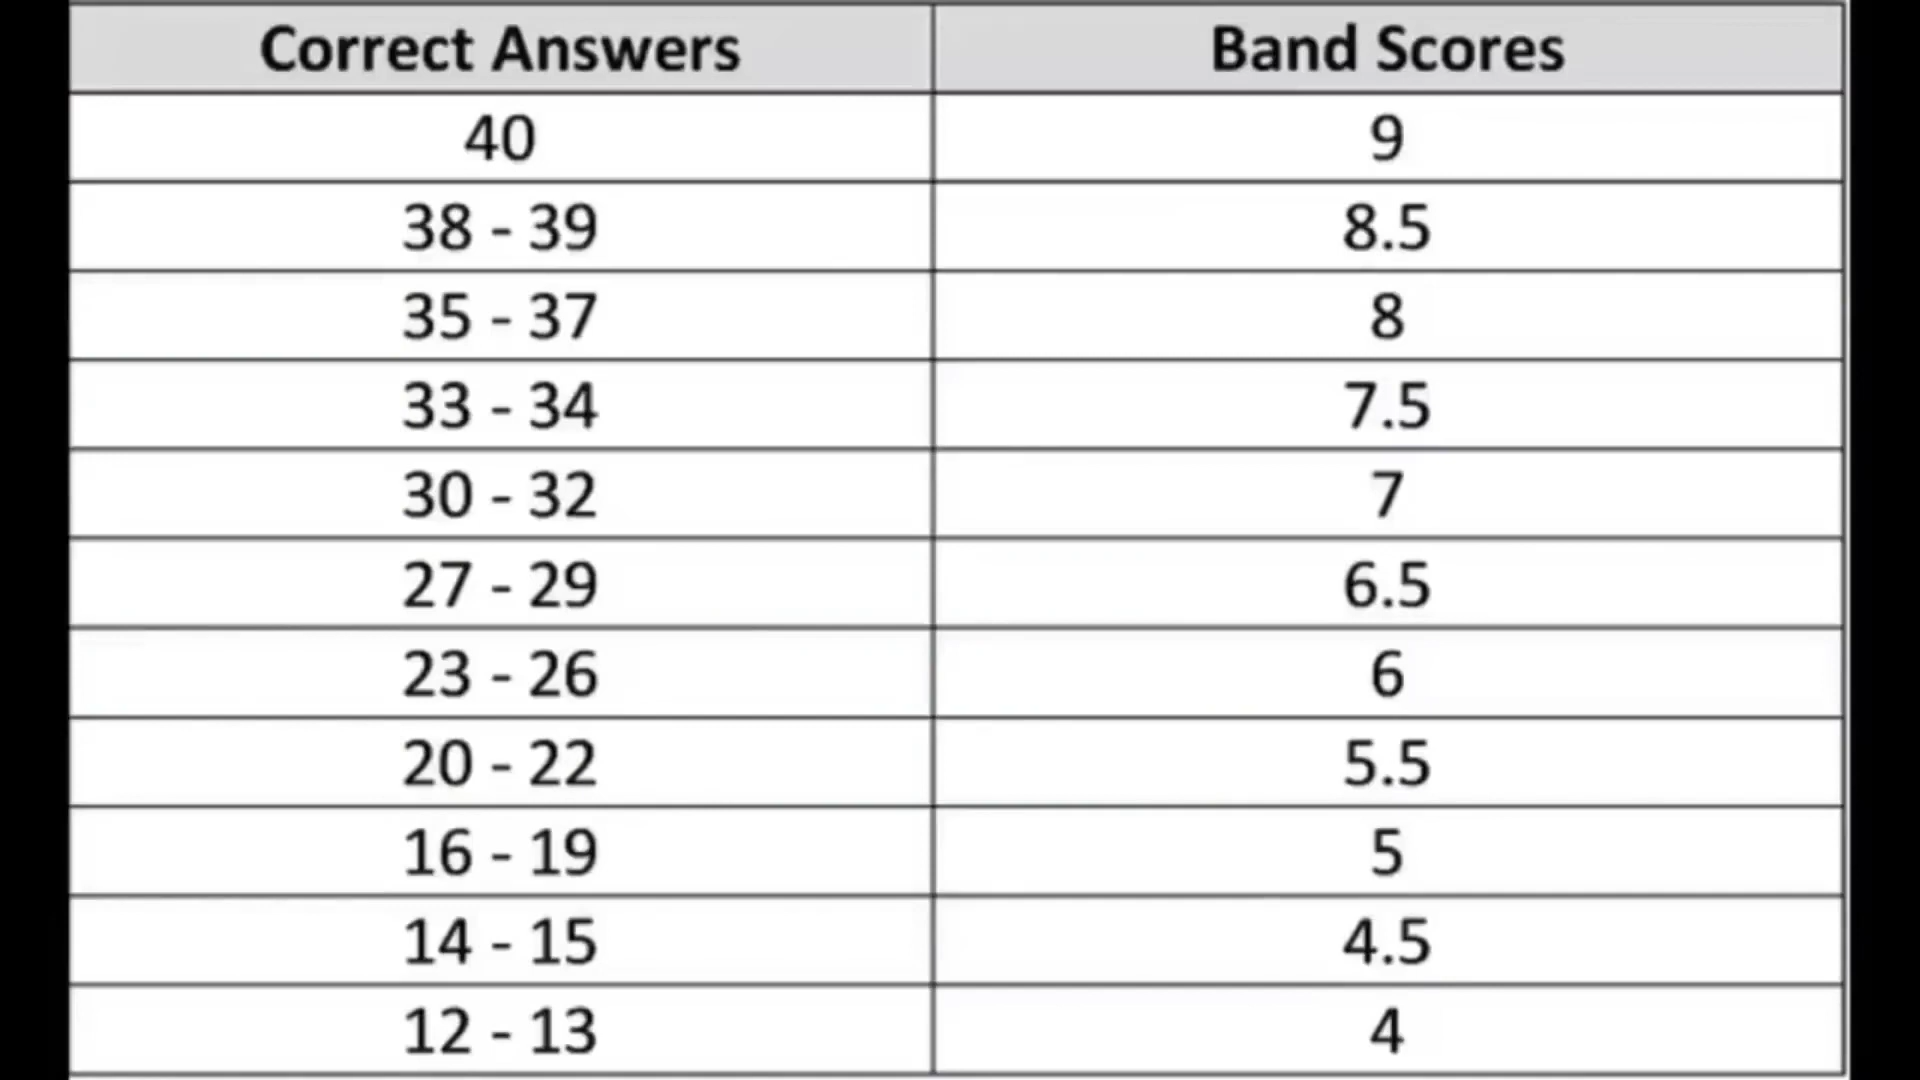 Correct Answers Band Scores
40 9
38 - 39 8.5
35 - 37 8
33 - 34 7.5
30 - 32 7
27 - 29 6.5
23 - 26 6
20 - 22 5.5
16 - 19 5
14 - 15 4.5
12 - 13 4